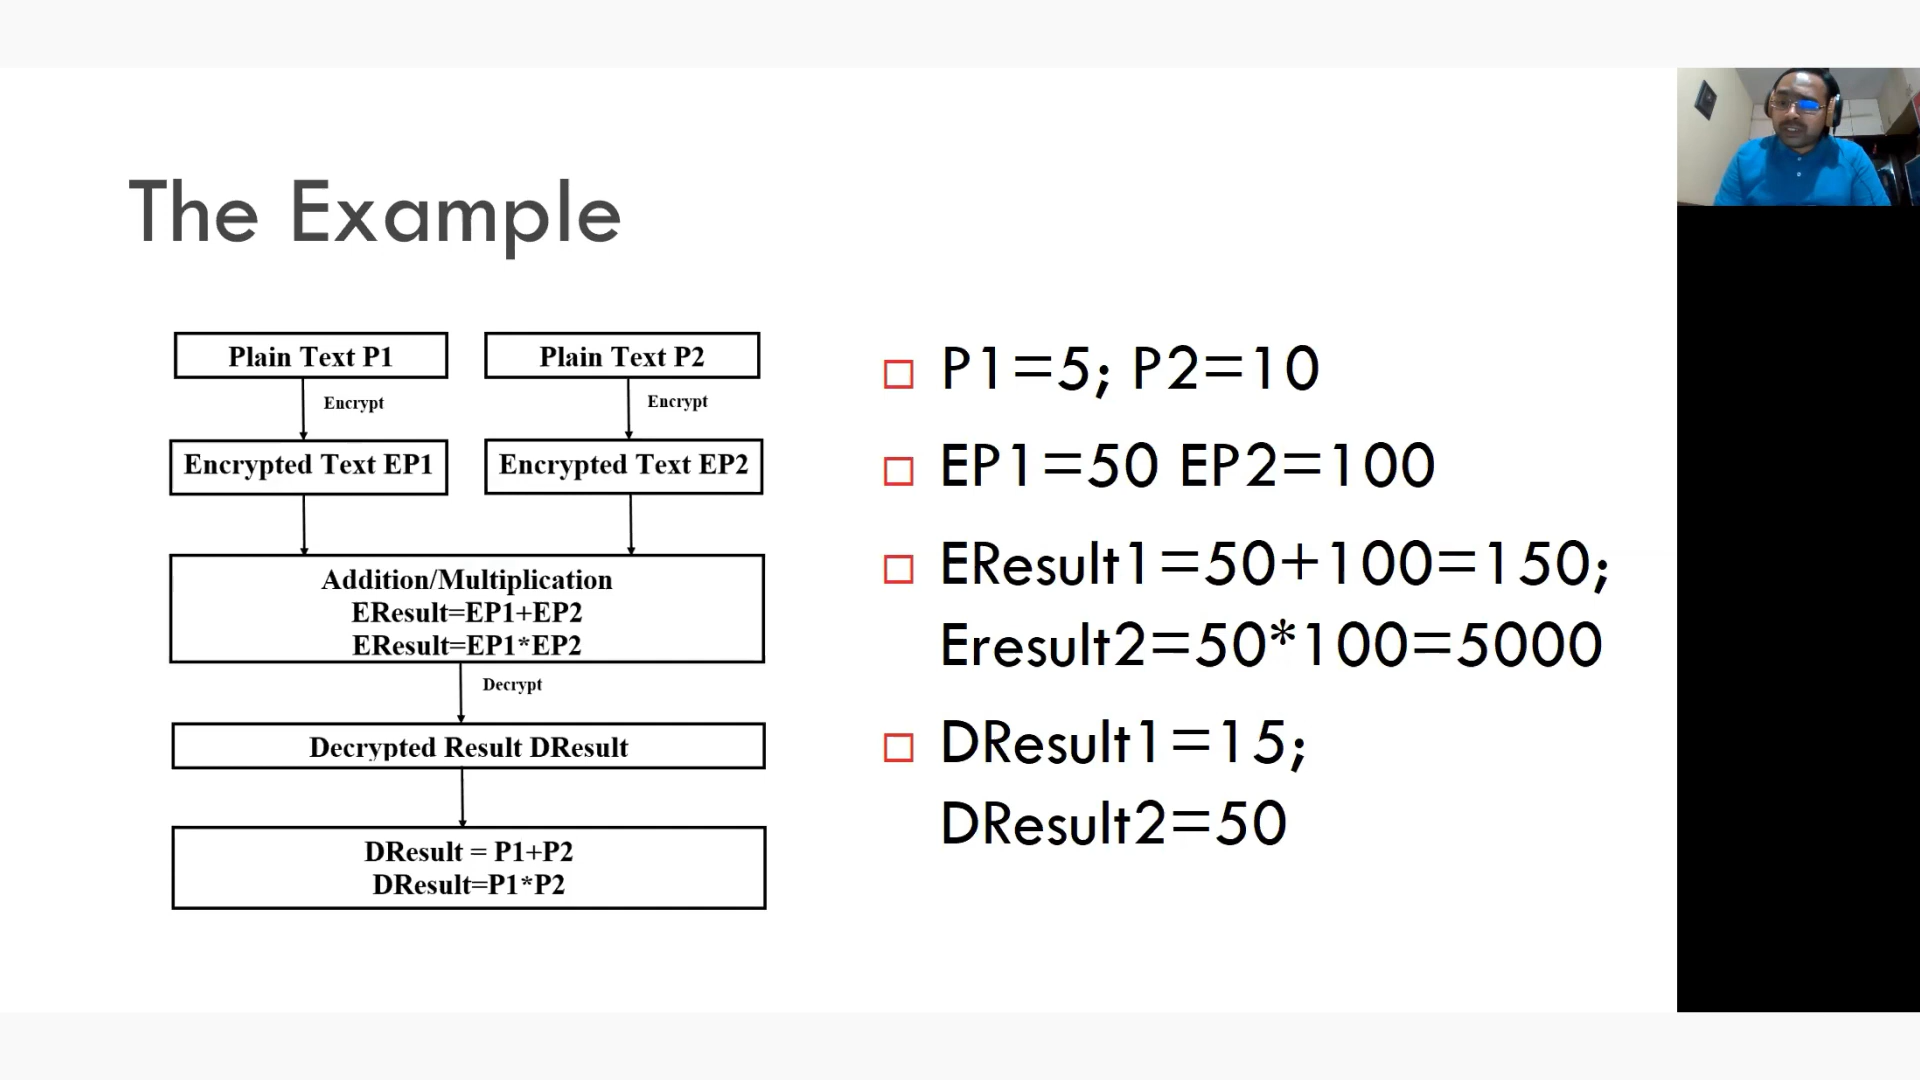 The Example
Plain Text P1
Plain Text P2
Encrypt
Encrypt
Encrypted Text EP1
Encrypted Text EP2
Addition/Multiplication
EResult=EP1+EP2
EResult=EP1*EP2
Decrypt
Decrypted Result DResult
DResult = P1+P2
DResult=P1*P2
P1=5; P2=10
EP1=50 EP2=100
EResult1=50+100=150;
Eresult2=50*100=5000
DResult1=15;
DResult2=50